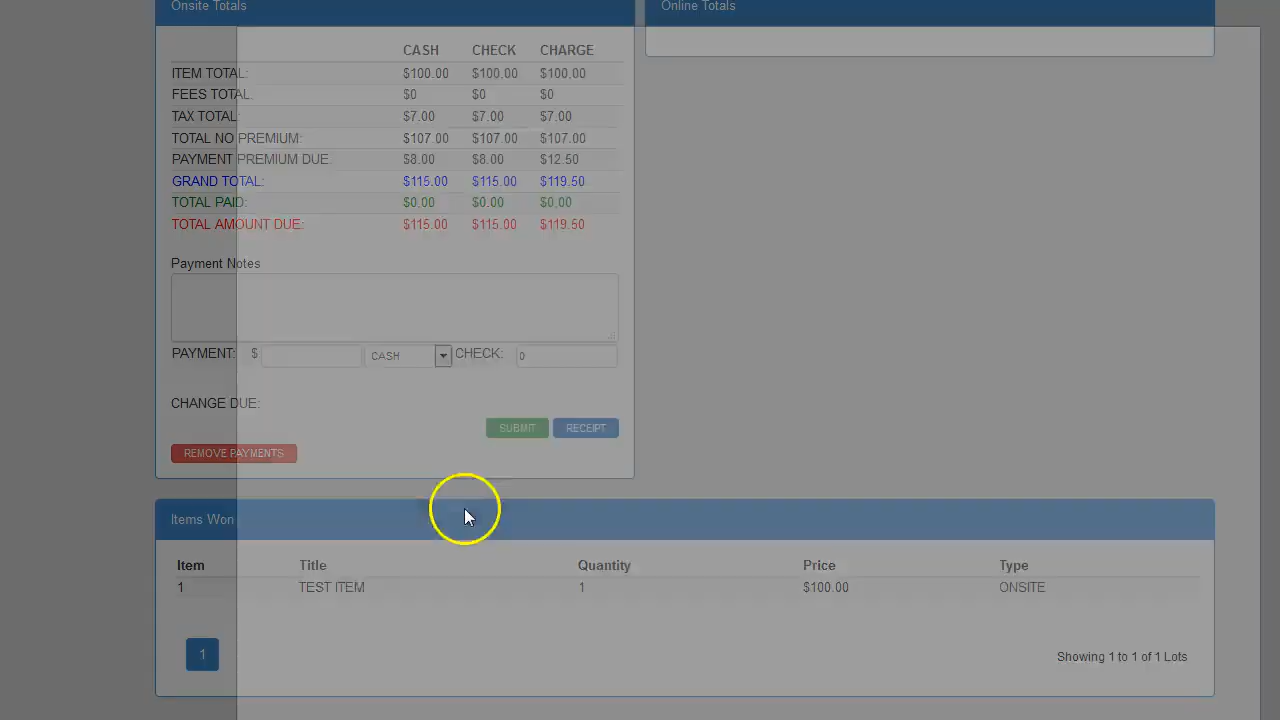 Onsite Totals
Online Totals
CASH CHECK CHARGE
ITEM TOTAL: $100.00 $100.00 $100.00
FEES TOTAL: $0 $0 $0
TAX TOTAL: $7.00 $7.00 $7.00
TOTAL NO PREMIUM: $107.00 $107.00 $107.00
PAYMENT PREMIUM DUE: $8.00 $8.00 $12.50
GRAND TOTAL: $115.00 $115.00 $119.50
TOTAL PAID: $0.00 $0.00 $0.00
TOTAL AMOUNT DUE: $115.00 $115.00 $119.50
Payment Notes
PAYMENT: $ CASH CHECK: 0
CHANGE DUE:
SUBMIT RECEIPT
REMOVE PAYMENTS
Items Won
Item Title Quantity Price Type
1 TEST ITEM 1 $100.00 ONSITE
1
Showing 1 to 1 of 1 Lots